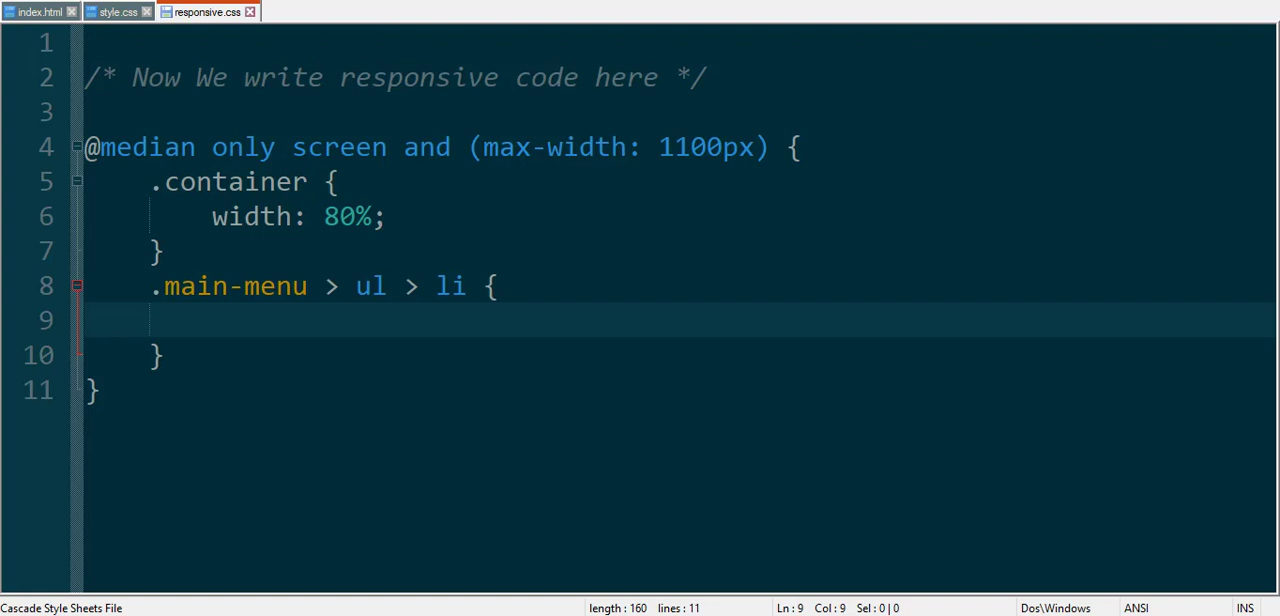 index.html style.css responsive.css
1
2 /* Now We write responsive code here */
3
4 @median only screen and (max-width: 1100px) {
5 .container {
6 width: 80%;
7 }
8 .main-menu > ul > li {
9
10 }
11 }
Cascade Style Sheets File length : 160 lines : 11 Ln : 9 Col : 9 Sel : 0 | 0 Dos\Windows ANSI INS